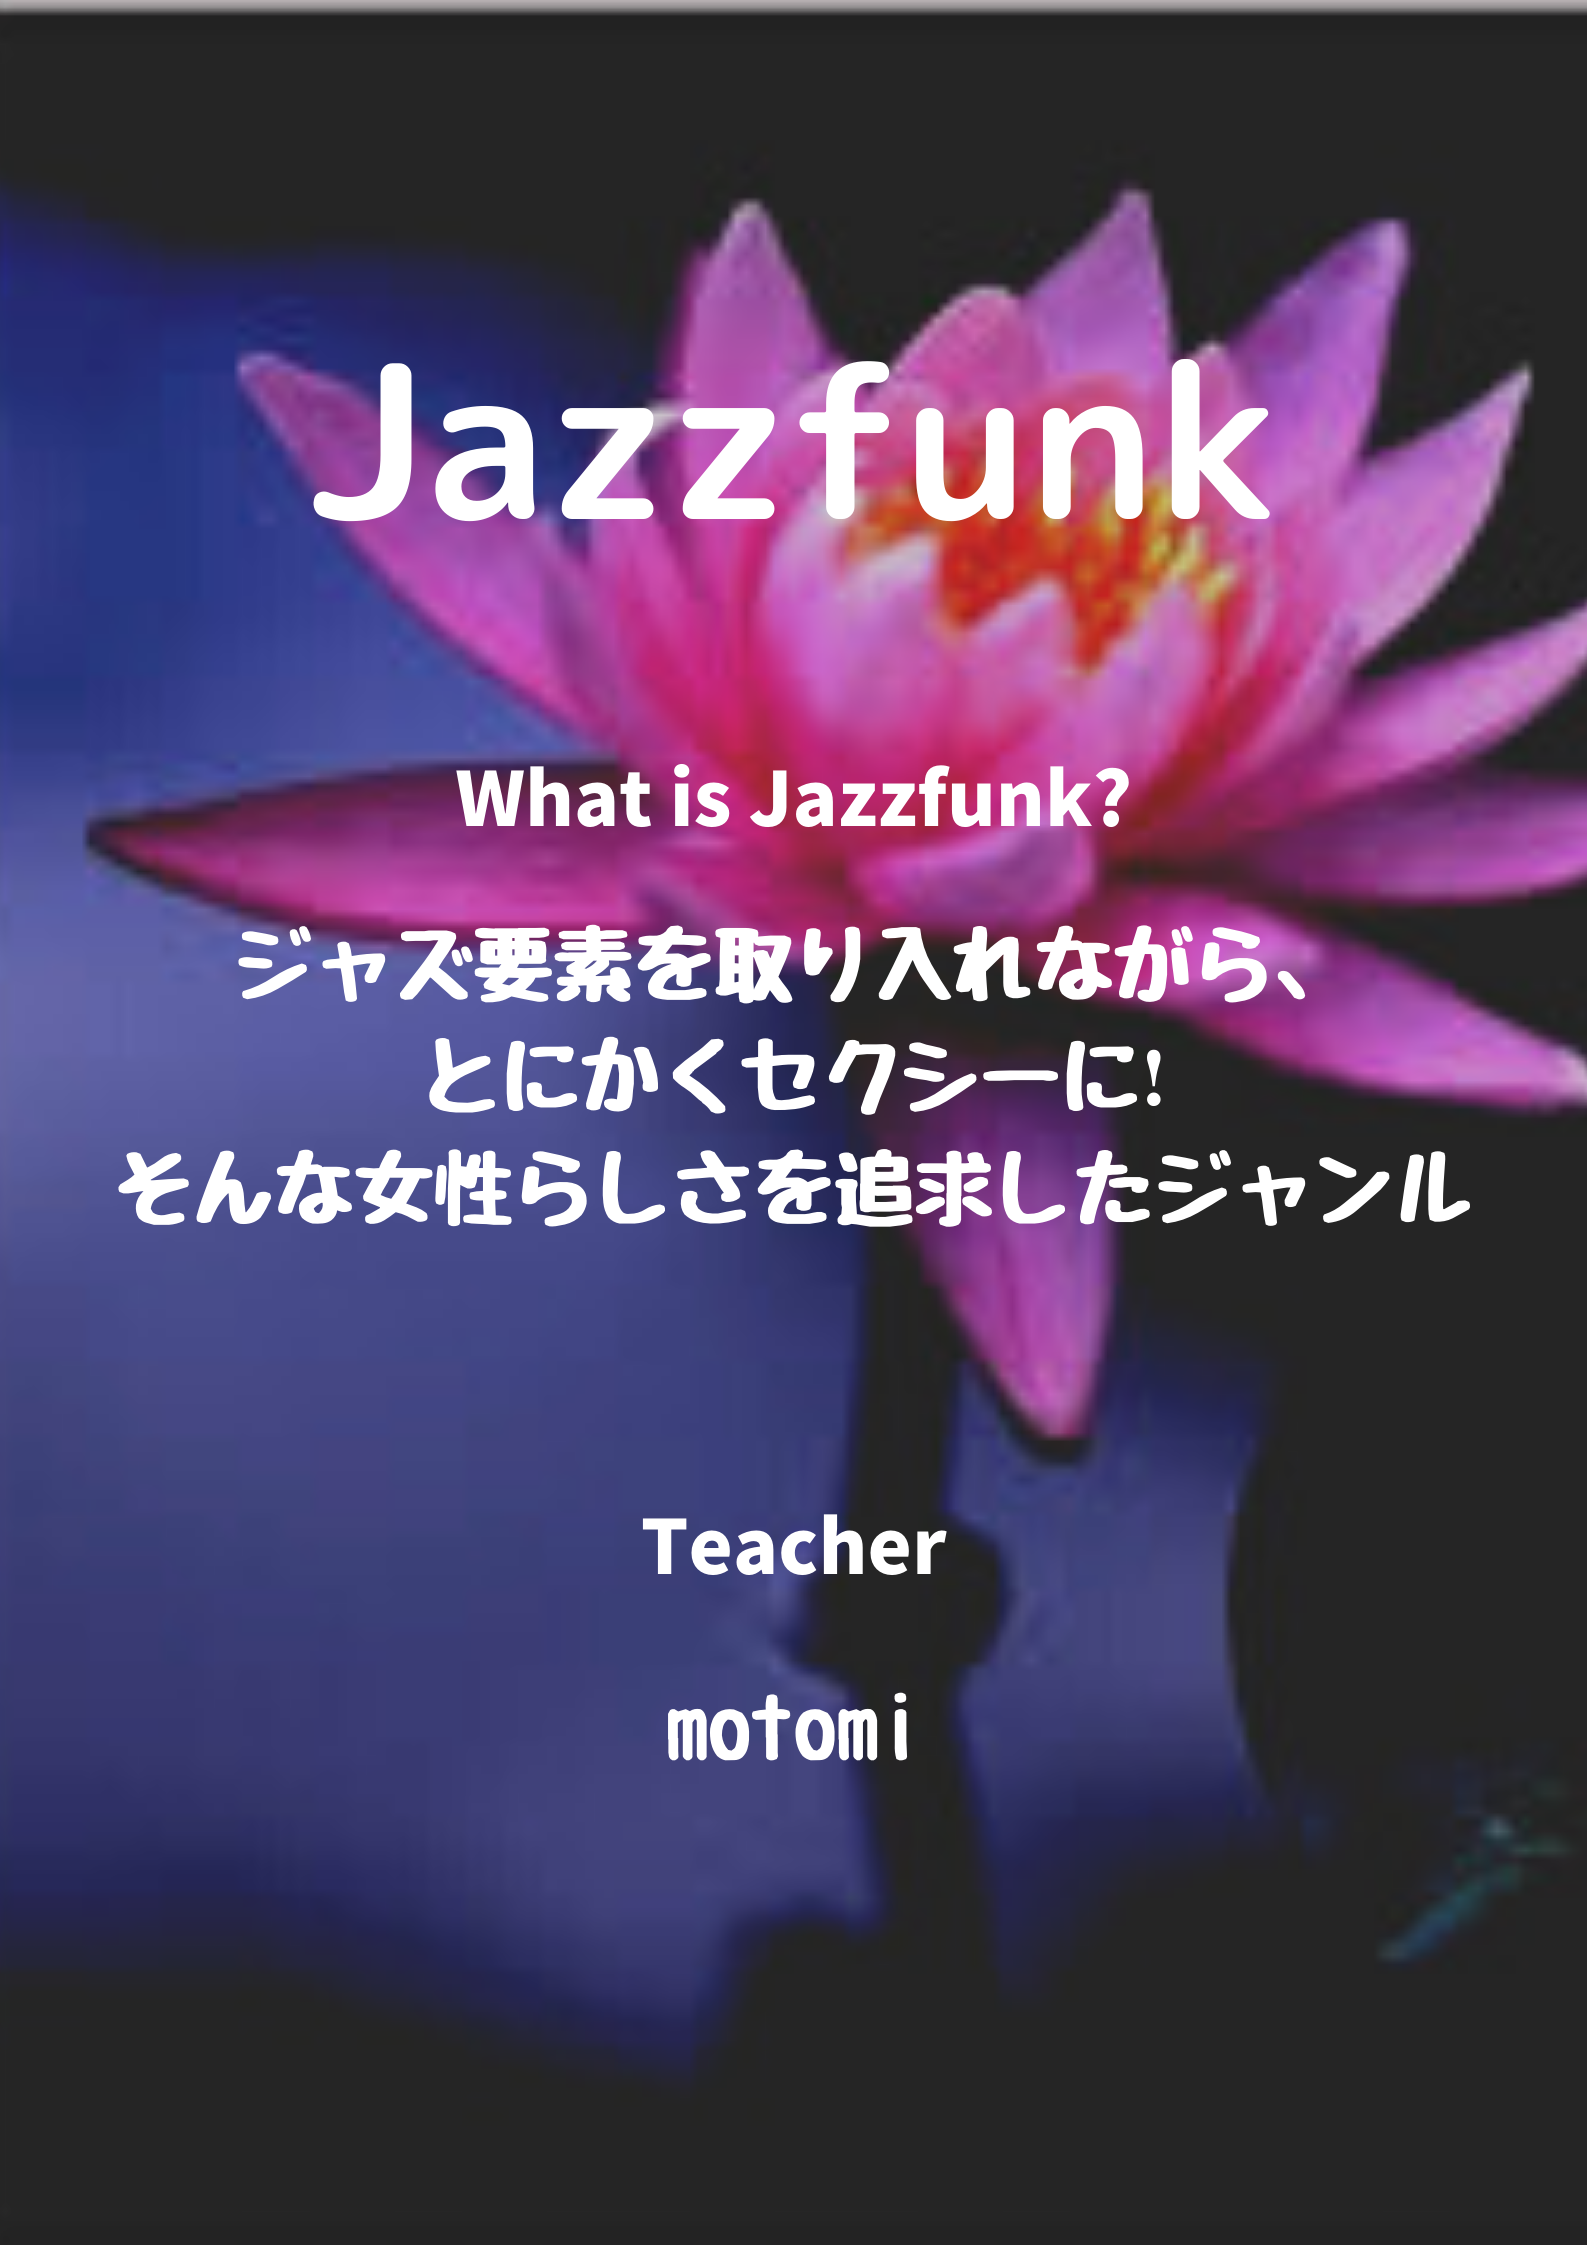 Jazzfunk
What is Jazzfunk?
ジャズ要素を取り入れながら、
とにかくセクシーに!
そんな女性らしさを追求したジャンル
Teacher
motomi